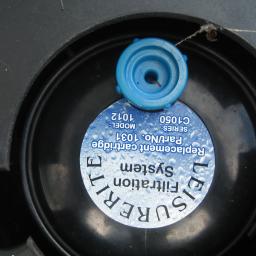 LEISURERITE
Filtration
System
Replacement cartridge
Part/No. 1031
SERIES MODEL
C1050 1012